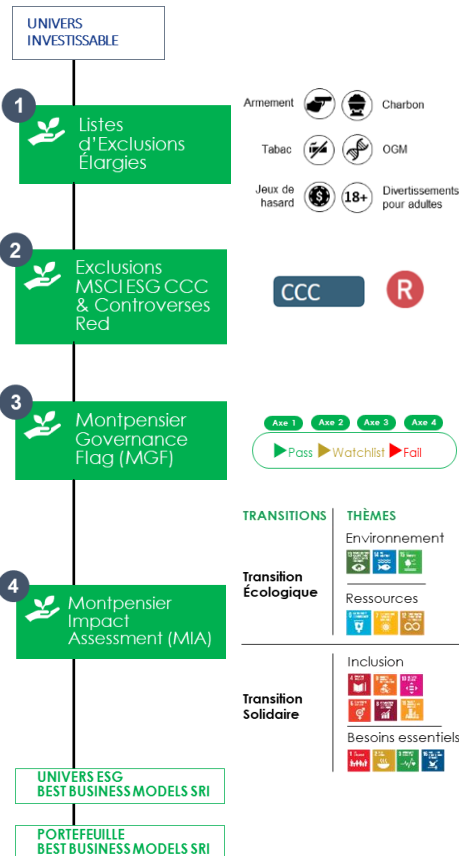 UNIVERS
INVESTISSABLE
1
Listes
d'Exclusions
Élargies
Armement
Charbon
Tabac
OGM
Jeux de
hasard
$
18+
Divertissements
pour adultes
2
Exclusions
MSCI ESG CCC
& Controverses
Red
CCC
R
3
Montpensier
Governance
Flag (MGF)
Axe 1 Axe 2 Axe 3 Axe 4
Pass Watchlist Fail
TRANSITIONS
THÈMES
Environnement
Transition
Écologique
Ressources
4
Montpensier
Impact
Assessment (MIA)
Inclusion
Transition
Solidaire
Besoins essentiels
UNIVERS ESG
BEST BUSINESS MODELS SRI
PORTEFEUILLE
BEST BUSINESS MODELS SRI